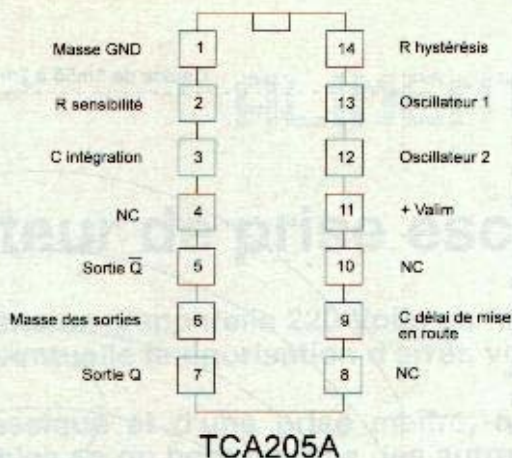 Masse GND 1 14 R hystérésis
R sensibilité 2 13 Oscillateur 1
C intégration 3 12 Oscillateur 2
NC 4 11 + Valim
Sortie Q̅ 5 10 NC
Masse des sorties 6 9 C délai de mise
en route
Sortie Q 7 8 NC
TCA205A